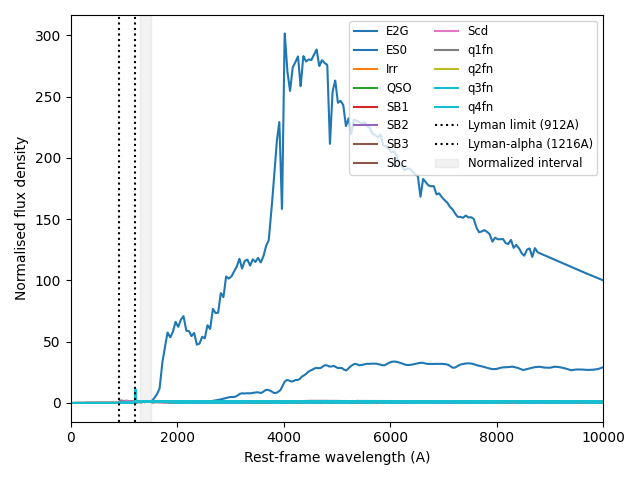 E2G
ES0
Irr
QSO
SB1
SB2
SB3
Sbc
Scd
q1fn
q2fn
q3fn
q4fn
Lyman limit (912A)
Lyman-alpha (1216A)
Normalized interval
Normalised flux density
300
250
200
150
100
50
0
0 2000 4000 6000 8000 10000
Rest-frame wavelength (A)